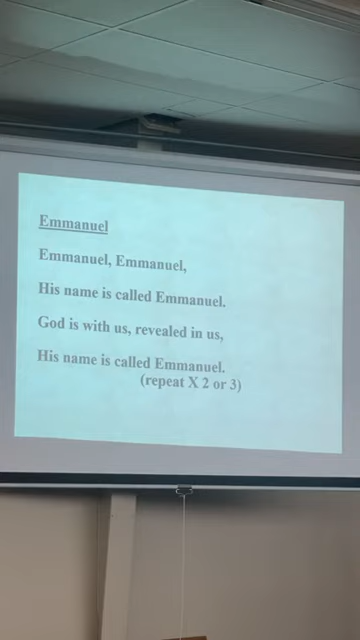 Emmanuel
Emmanuel, Emmanuel,
His name is called Emmanuel.
God is with us, revealed in us,
His name is called Emmanuel.
(repeat X 2 or 3)